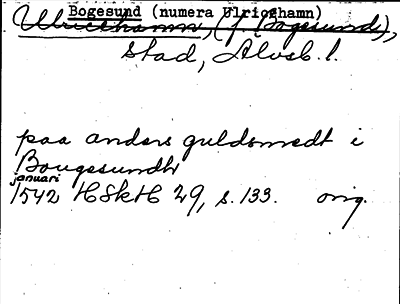 Bogesund (numera Ulricehamn)
Ulricehamn, (f. Bogesund),
stad, Älvsb. l.
paa anders guldsmedt i
Bougesundh
januari
1542 HSkH 29, s. 133. orig.